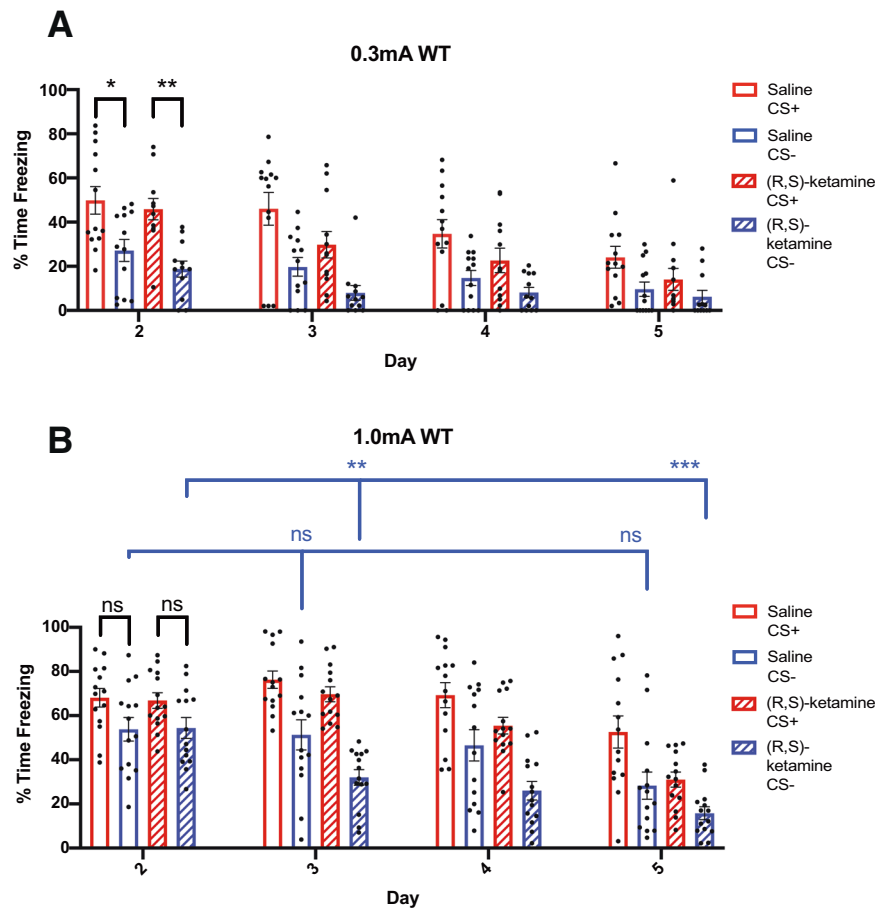 A
0.3mA WT
* **
100
80
60
40
20
0
% Time Freezing
2 3 4 5
Day
Saline
CS+
Saline
CS-
(R,S)-ketamine
CS+
(R,S)-
ketamine
CS-
B
1.0mA WT
** ***
ns ns
ns ns
100
80
60
40
20
0
% Time Freezing
2 3 4 5
Day
Saline
CS+
Saline
CS-
(R,S)-ketamine
CS+
(R,S)-
ketamine
CS-